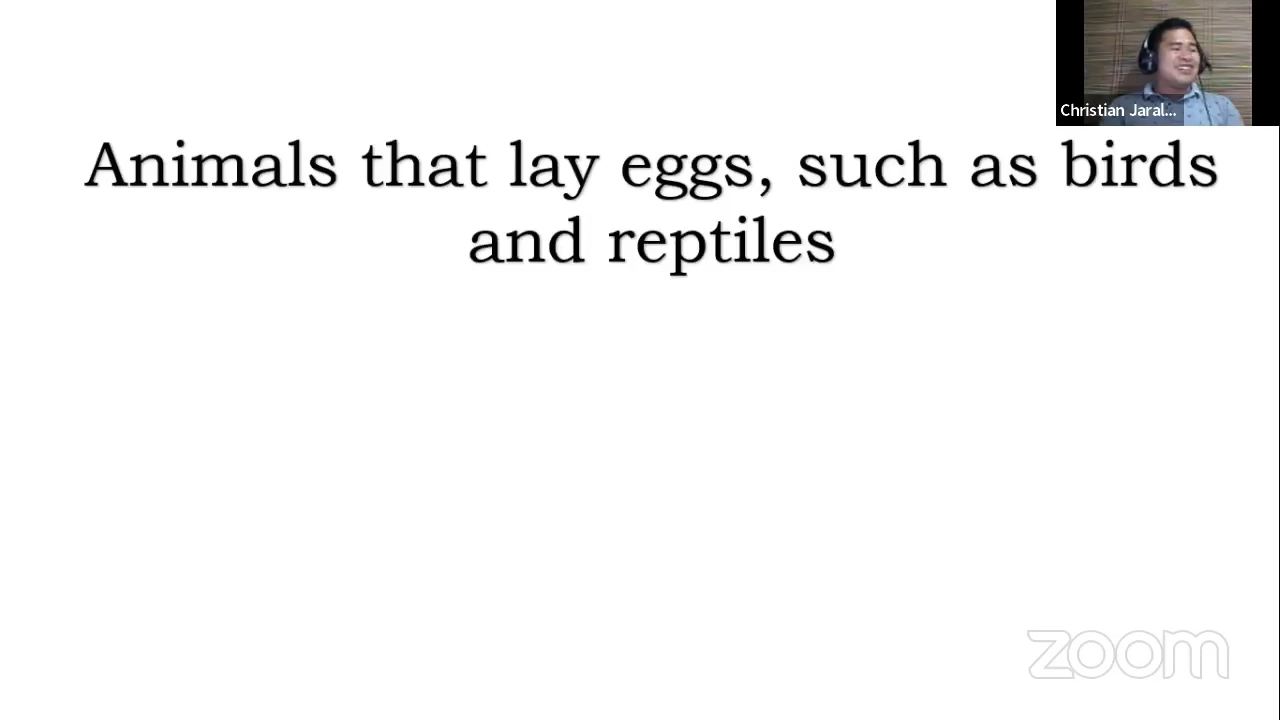 Christian Jaral...
Animals that lay eggs, such as birds
and reptiles
zoom